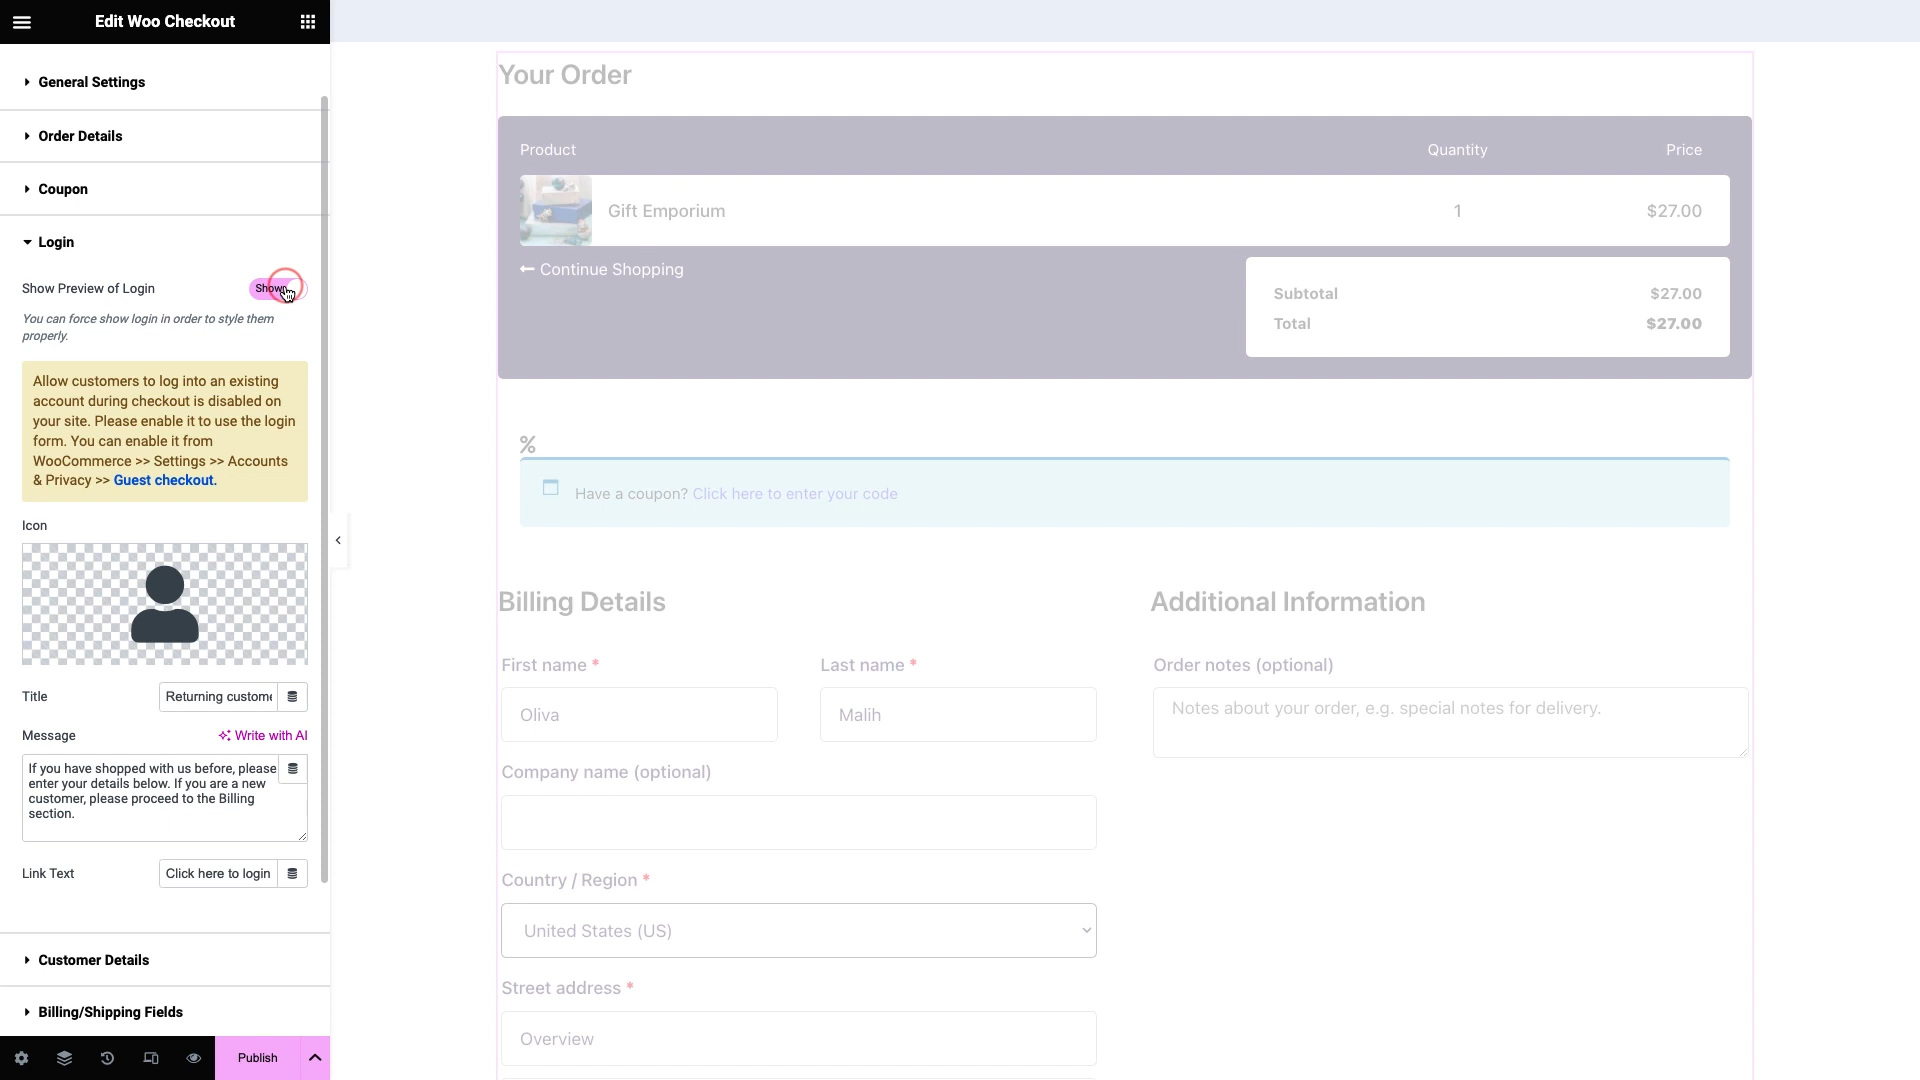 Edit Woo Checkout
General Settings
Order Details
Coupon
Login
Show Preview of Login
Show
You can force show login in order to style them
properly.
Allow customers to log into an existing
account during checkout is disabled on
your site. Please enable it to use the login
form. You can enable it from
WooCommerce >> Settings >> Accounts
& Privacy >> Guest checkout.
Icon
Title
Returning custome
Message
Write with AI
If you have shopped with us before, please
enter your details below. If you are a new
customer, please proceed to the Billing
section.
Link Text
Click here to login
Customer Details
Billing/Shipping Fields
Publish
Your Order
Product Quantity Price
Gift Emporium 1 $27.00
Continue Shopping
Subtotal $27.00
Total $27.00
%
Have a coupon? Click here to enter your code
Billing Details
Additional Information
First name *
Last name *
Order notes (optional)
Oliva
Malih
Notes about your order, e.g. special notes for delivery.
Company name (optional)
Country / Region *
United States (US)
Street address *
Overview